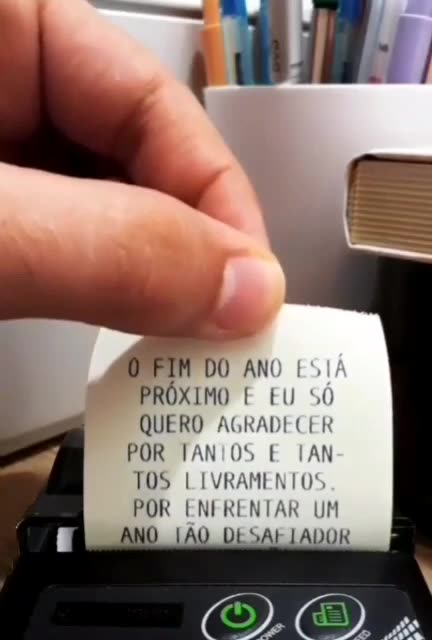 O FIM DO ANO ESTÁ
PRÓXIMO E EU SÓ
QUERO AGRADECER
POR TANTOS E TAN-
TOS LIVRAMENTOS.
POR ENFRENTAR UM
ANO TÃO DESAFIADOR